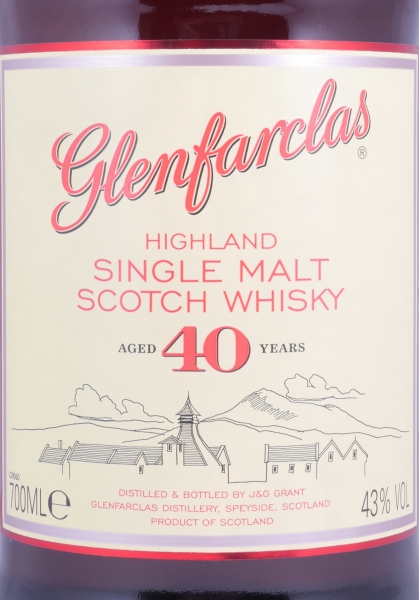 Glenfarclas®
HIGHLAND
SINGLE MALT
SCOTCH WHISKY
AGED 40 YEARS
700ML℮
DISTILLED & BOTTLED BY J&G GRANT
GLENFARCLAS DISTILLERY, SPEYSIDE, SCOTLAND
PRODUCT OF SCOTLAND
43% VOL